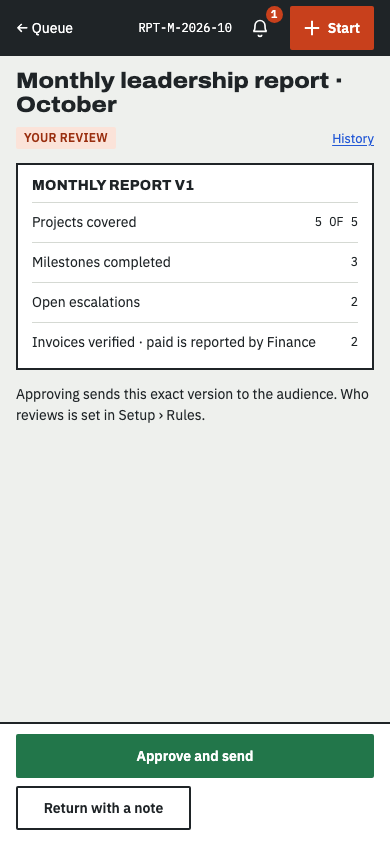 ← Queue RPT-M-2026-10 1 + Start
Monthly leadership report ·
October
YOUR REVIEW History
MONTHLY REPORT V1
Projects covered 5 OF 5
Milestones completed 3
Open escalations 2
Invoices verified · paid is reported by Finance 2
Approving sends this exact version to the audience. Who
reviews is set in Setup › Rules.
Approve and send
Return with a note